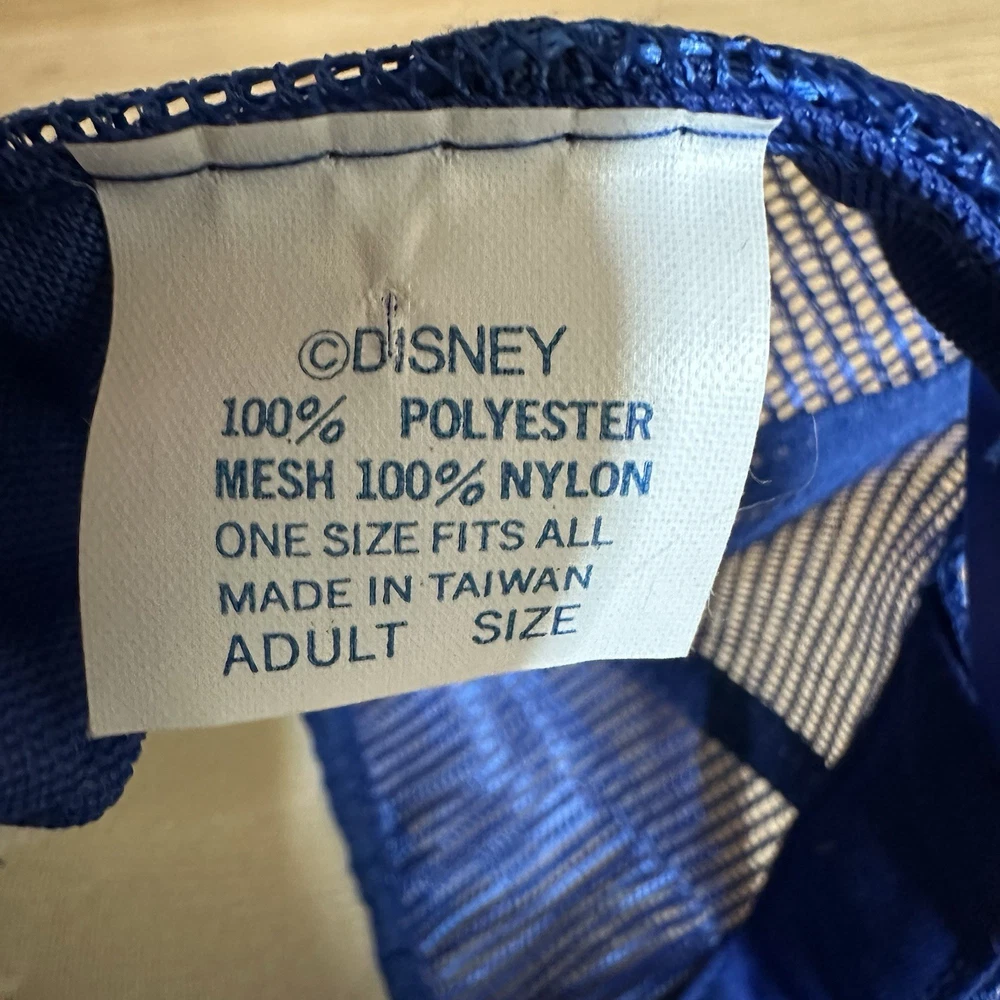 ©DISNEY
100% POLYESTER
MESH 100% NYLON
ONE SIZE FITS ALL
MADE IN TAIWAN
ADULT SIZE